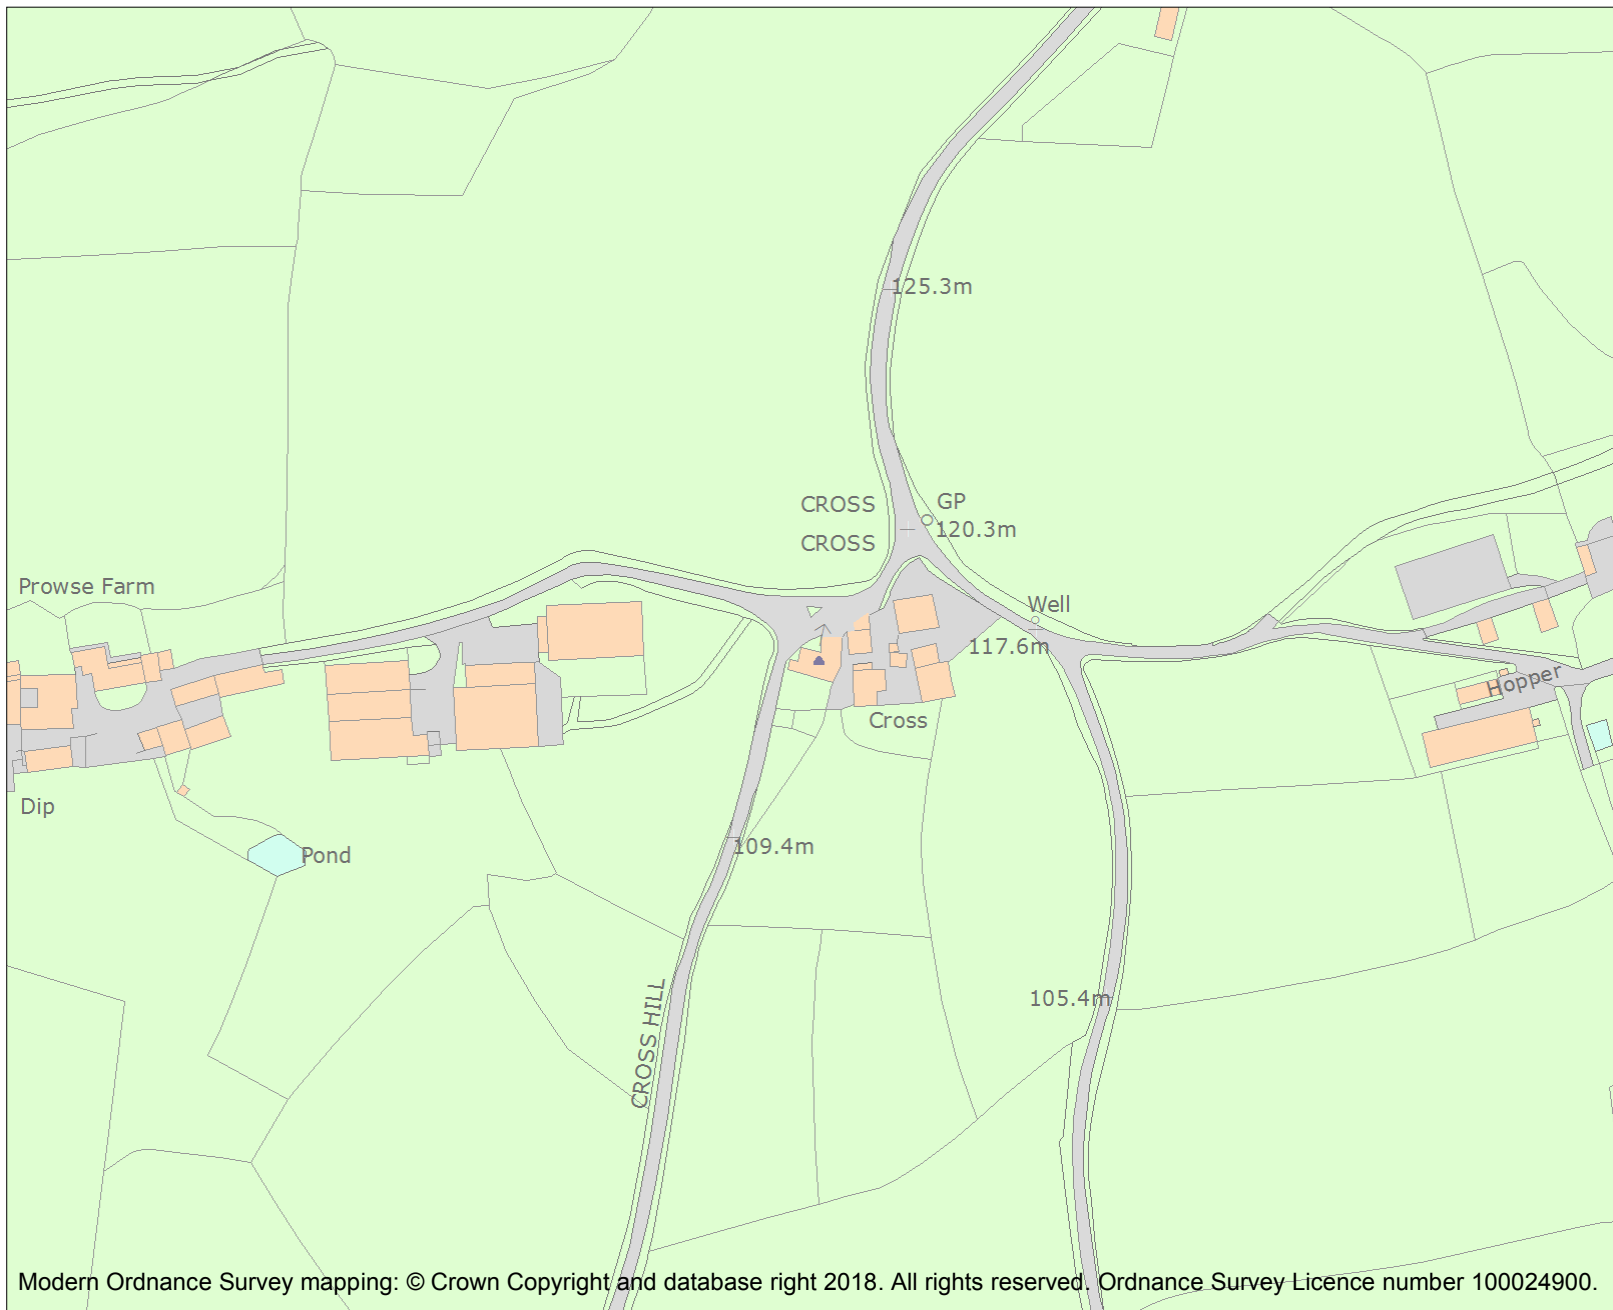 125.3m
CROSS
GP
120.3m
CROSS
Prowse Farm
Well
117.6m
Hopper
Cross
Dip
109.4m
Pond
105.4m
CROSS HILL
Modern Ordnance Survey mapping: © Crown Copyright and database right 2018. All rights reserved. Ordnance Survey Licence number 100024900.